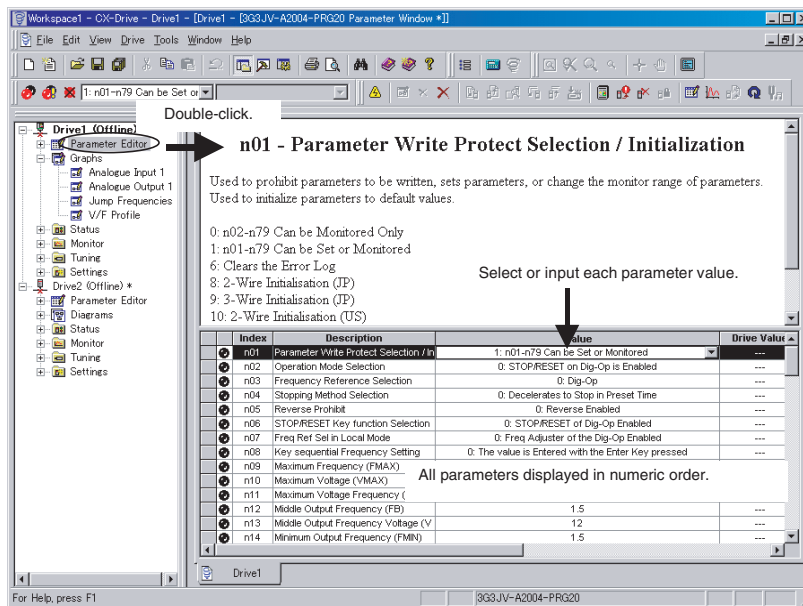 Workspace1 - CX-Drive - Drive1 - [Drive1 - [3G3JV-A2004-PRG20 Parameter Window *]]
File Edit View Drive Tools Window Help
1: n01-n79 Can be Set or
Double-click.
Drive1 (Offline)
Parameter Editor
Graphs
Analogue Input 1
Analogue Output 1
Jump Frequencies
V/F Profile
Status
Monitor
Tuning
Settings
Drive2 (Offline) *
Parameter Editor
Diagrams
Status
Monitor
Tuning
Settings
n01 - Parameter Write Protect Selection / Initialization
Used to prohibit parameters to be written, sets parameters, or change the monitor range of parameters.
Used to initialize parameters to default values.
0: n02-n79 Can be Monitored Only
1: n01-n79 Can be Set or Monitored
6: Clears the Error Log
8: 2-Wire Initialisation (JP)
9: 3-Wire Initialisation (JP)
10: 2-Wire Initialisation (US)
Select or input each parameter value.
Index Description Value Drive Value
n01 Parameter Write Protect Selection / In 1: n01-n79 Can be Set or Monitored ---
n02 Operation Mode Selection 0: STOP/RESET on Dig-Op is Enabled ---
n03 Frequency Reference Selection 0: Dig-Op ---
n04 Stopping Method Selection 0: Decelerates to Stop in Preset Time ---
n05 Reverse Prohibit 0: Reverse Enabled ---
n06 STOP/RESET Key function Selection 0: STOP/RESET of Dig-Op Enabled ---
n07 Freq Ref Sel in Local Mode 0: Freq Adjuster of the Dig-Op Enabled ---
n08 Key sequential Frequency Setting 0: The value is Entered with the Enter Key pressed ---
n09 Maximum Frequency (FMAX)
n10 Maximum Voltage (VMAX)
n11 Maximum Voltage Frequency (
All parameters displayed in numeric order.
n12 Middle Output Frequency (FB) 1.5 ---
n13 Middle Output Frequency Voltage (V 12 ---
n14 Minimum Output Frequency (FMIN) 1.5 ---
Drive1
For Help, press F1
3G3JV-A2004-PRG20